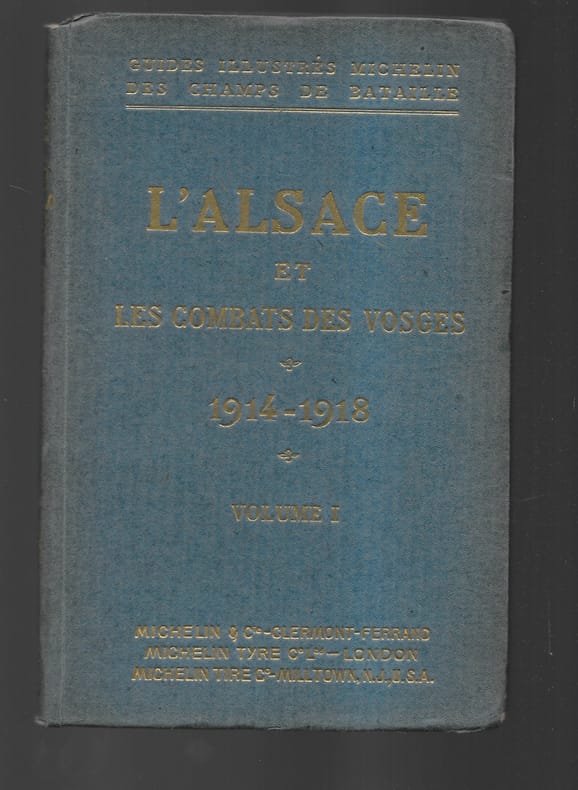 GUIDES ILLUSTRÉS MICHELIN
DES CHAMPS DE BATAILLE
L'ALSACE
ET
LES COMBATS DES VOSGES
1914-1918
VOLUME I
MICHELIN & Cie-CLERMONT-FERRAND
MICHELIN TYRE Co Ltd—LONDON
MICHELIN TIRE Co-MILLTOWN, N.J., U.S.A.